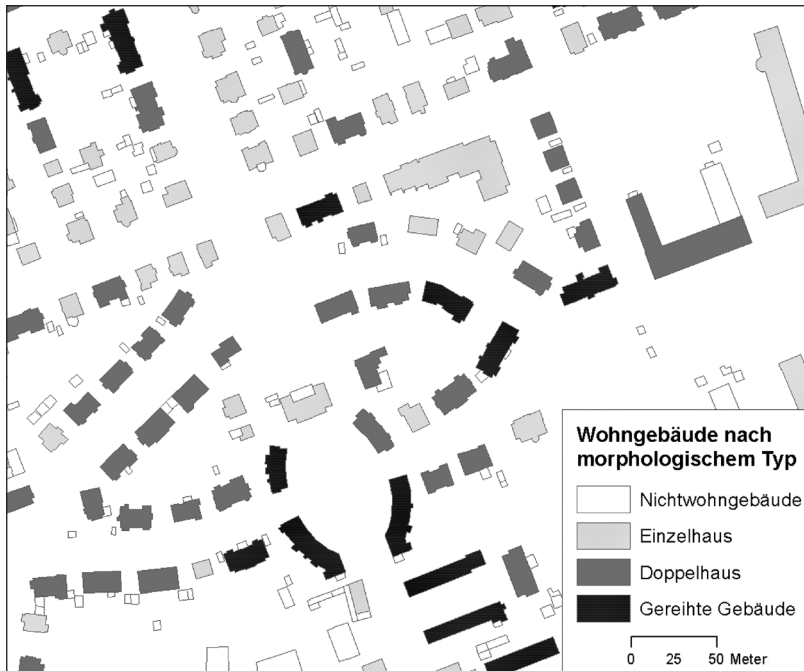 Wohngebäude nach
morphologischem Typ
Nichtwohngebäude
Einzelhaus
Doppelhaus
Gereihte Gebäude
0 25 50 Meter